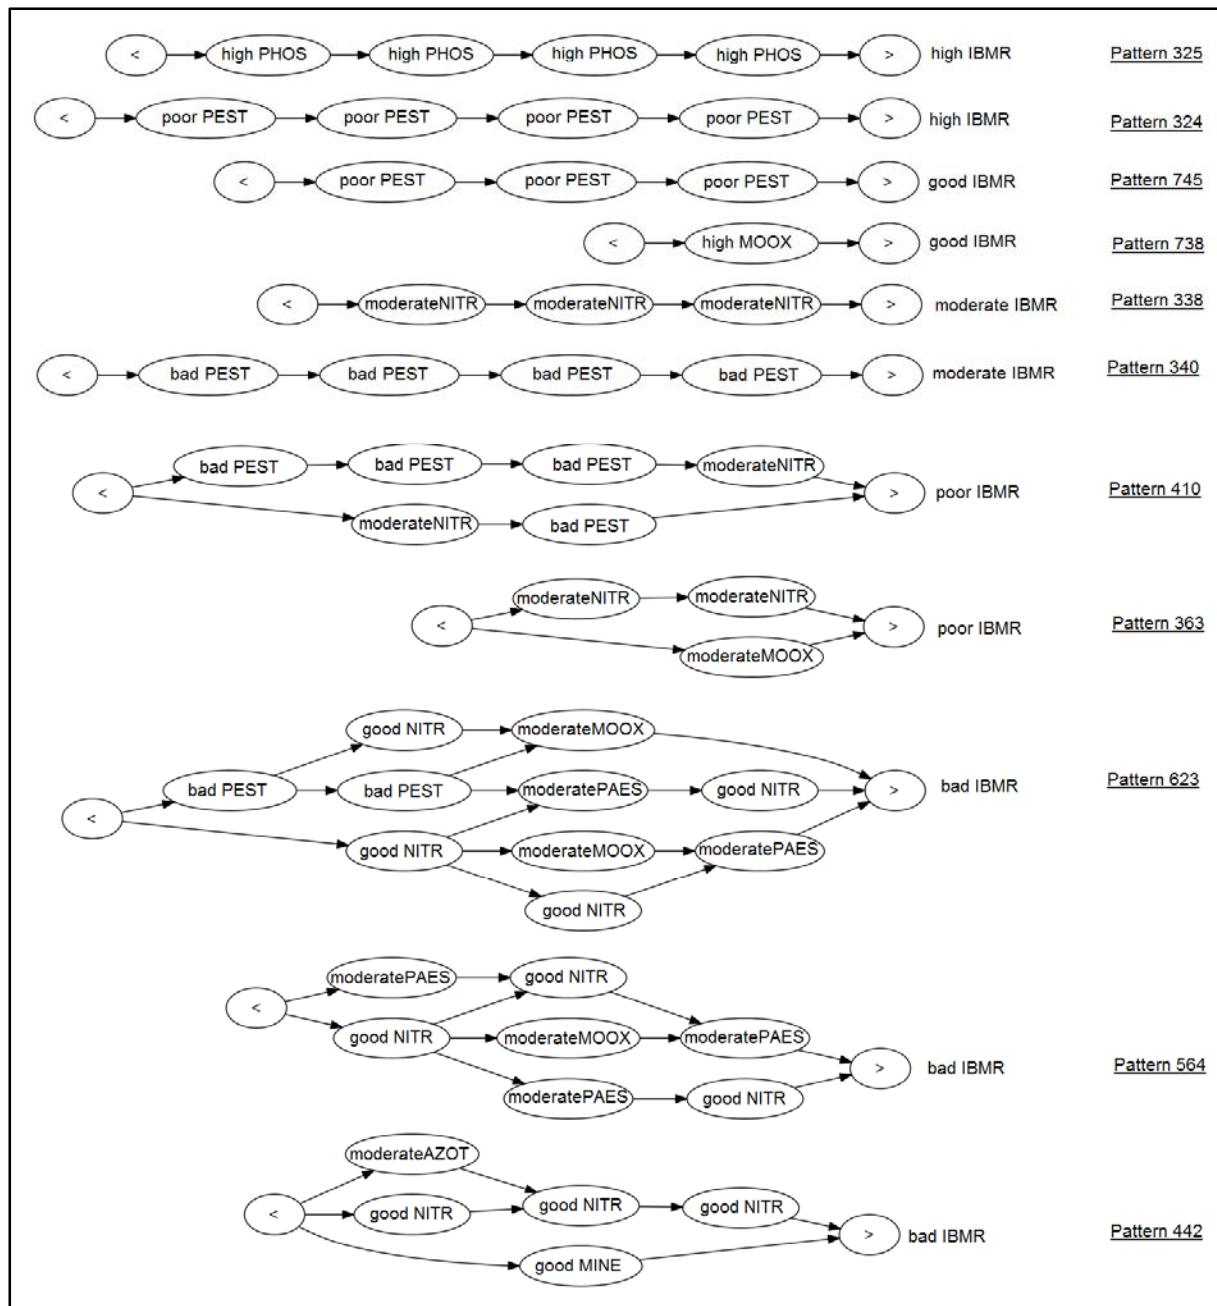 < high PHOS high PHOS high PHOS high PHOS > high IBMR Pattern 325
< poor PEST poor PEST poor PEST poor PEST > high IBMR Pattern 324
< poor PEST poor PEST poor PEST > good IBMR Pattern 745
< high MOOX > good IBMR Pattern 738
< moderateNITR moderateNITR moderateNITR > moderate IBMR Pattern 338
< bad PEST bad PEST bad PEST bad PEST > moderate IBMR Pattern 340
bad PEST bad PEST bad PEST moderateNITR
< > poor IBMR Pattern 410
moderateNITR bad PEST
moderateNITR moderateNITR
< > poor IBMR Pattern 363
moderateMOOX
good NITR moderateMOOX
bad PEST bad PEST moderatePAES good NITR > bad IBMR Pattern 623
<
good NITR moderateMOOX moderatePAES
good NITR
moderatePAES good NITR
<
good NITR moderateMOOX moderatePAES
> bad IBMR Pattern 564
moderatePAES good NITR
moderateAZOT
good NITR good NITR good NITR
< > bad IBMR Pattern 442
good MINE